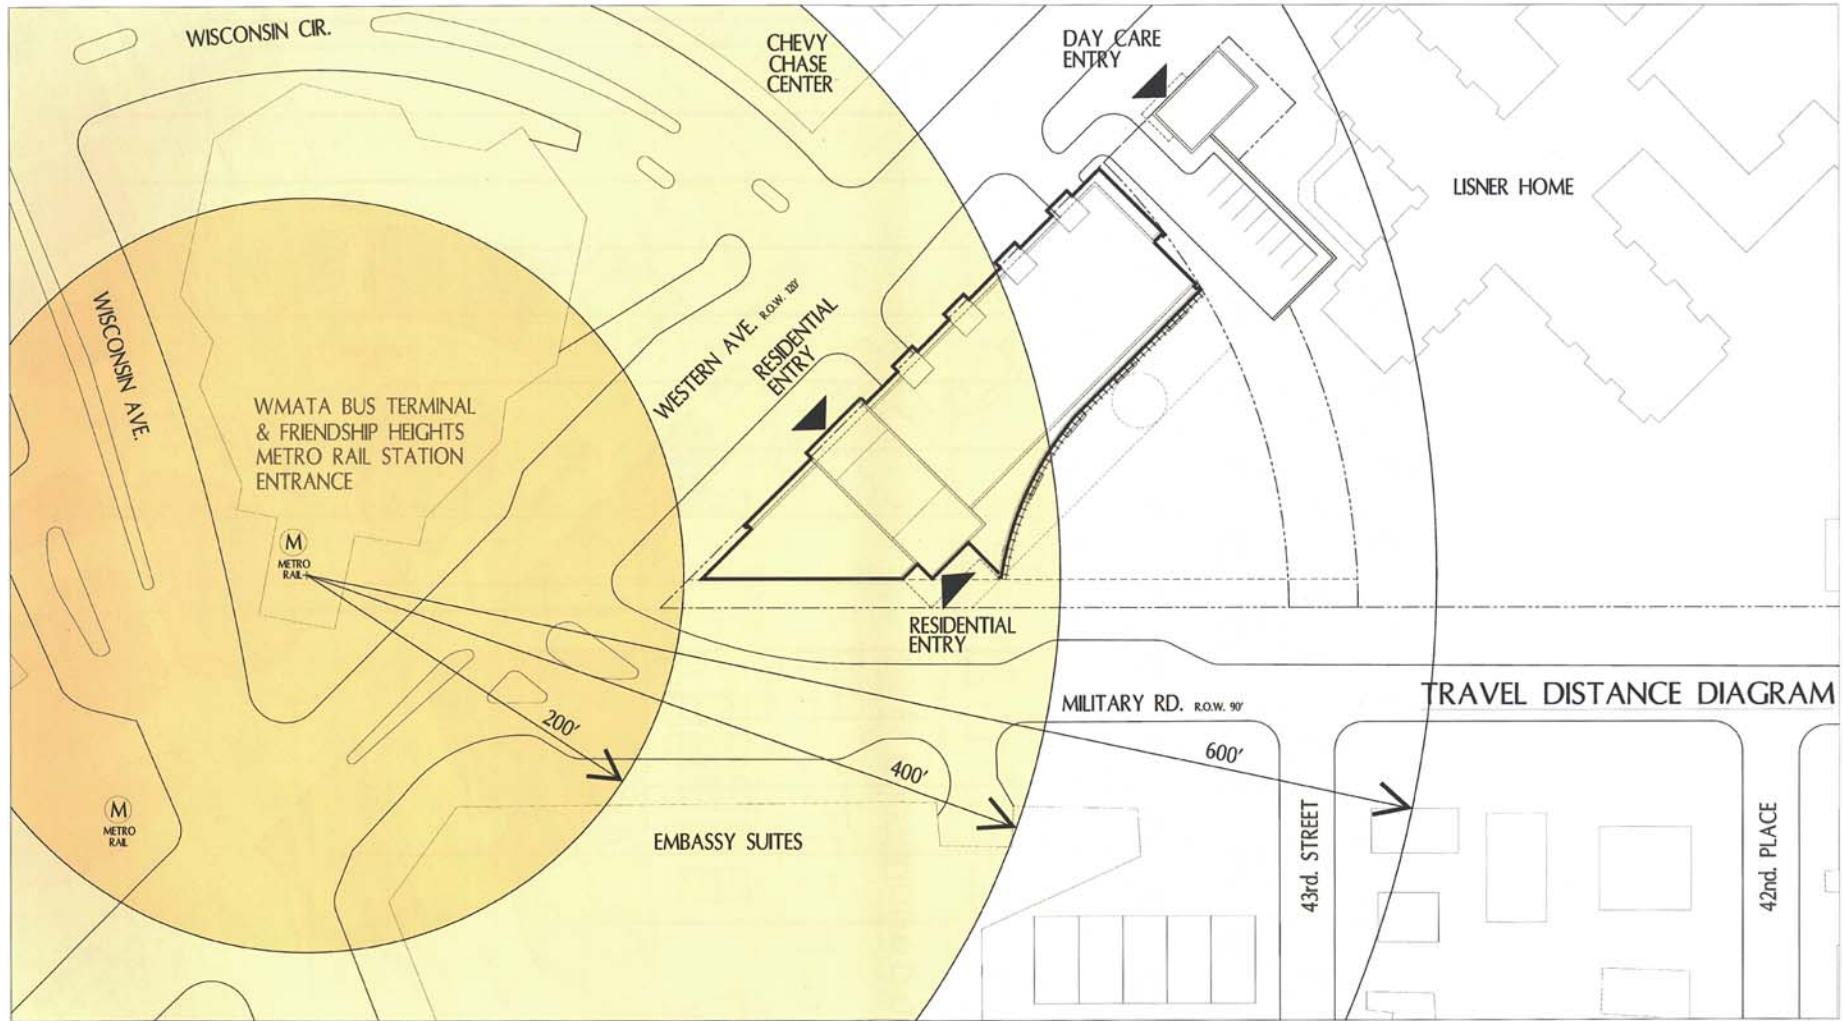 WISCONSIN CIR.
CHEVY
CHASE
CENTER
DAY CARE
ENTRY
LISNER HOME
WISCONSIN AVE.
WESTERN AVE. R.O.W. 120'
RESIDENTIAL
ENTRY
WMATA BUS TERMINAL
& FRIENDSHIP HEIGHTS
METRO RAIL STATION
ENTRANCE
M
METRO
RAIL
RESIDENTIAL
ENTRY
MILITARY RD. R.O.W. 90'
TRAVEL DISTANCE DIAGRAM
200'
400'
600'
M
METRO
RAIL
EMBASSY SUITES
43rd. STREET
42nd. PLACE